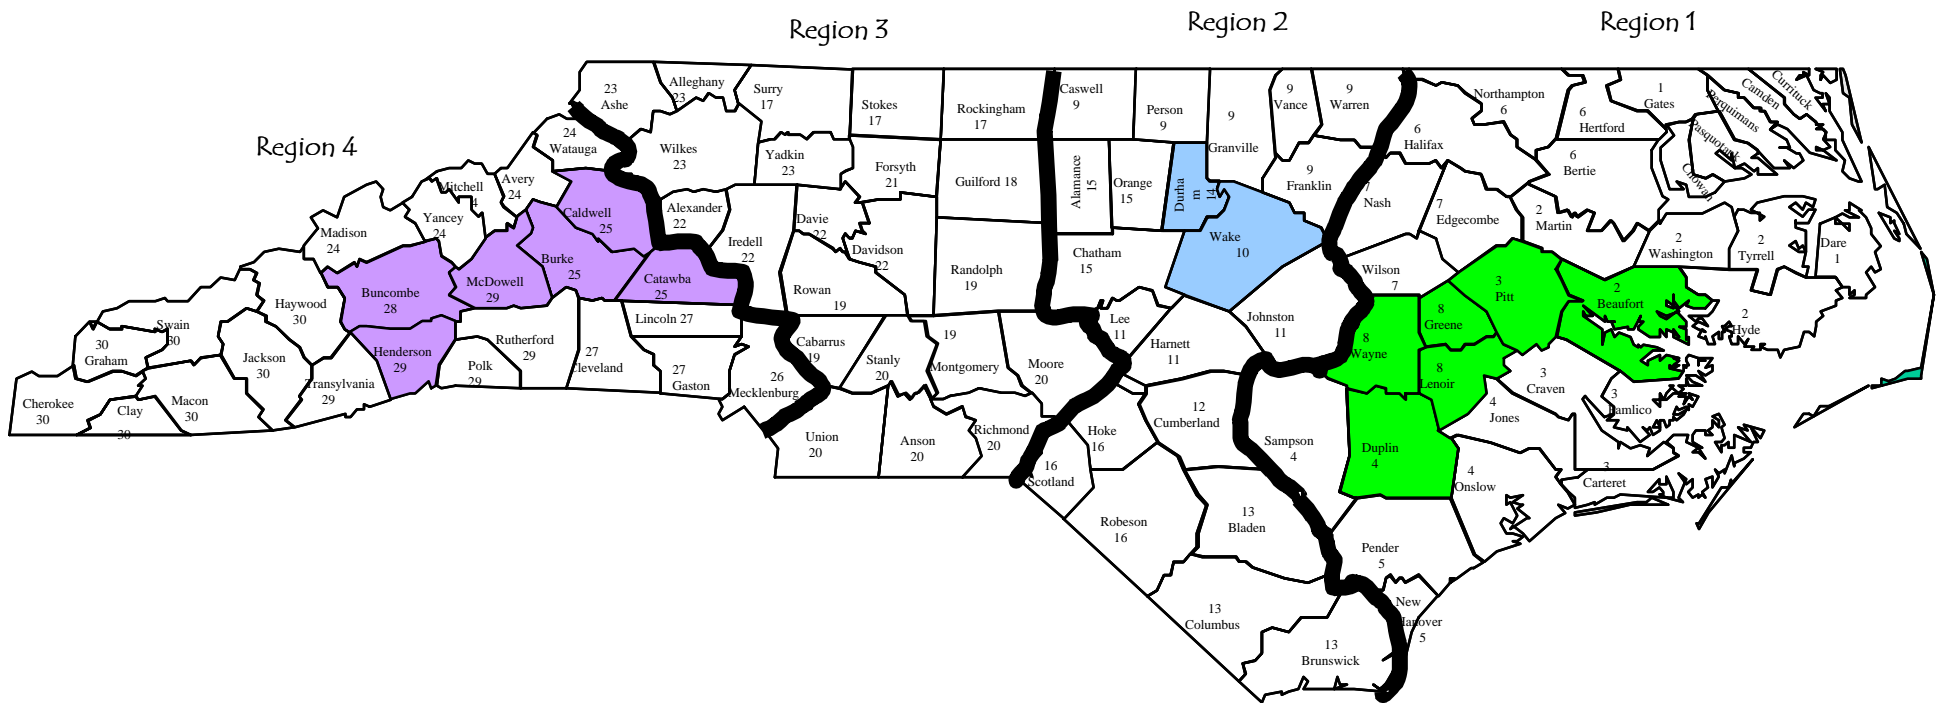 Region 3
Region 2
Region 1
Region 4
23
Ashe
Alleghany
23
Surry
17
Stokes
17
Rockingham
17
Caswell
9
Person
9
9
Granville
9
Vance
9
Warren
Northampton
6
6
Halifax
6
Hertford
1
Gates
Currituck
Camden
Perquimans
Pasquotank
Chowan
6
Bertie
24
Watauga
Wilkes
23
Yadkin
23
Forsyth
21
Guilford 18
Alamance
15
Orange
15
Durha
m
14
9
Franklin
7
Nash
7
Edgecombe
2
Martin
2
Washington
2
Tyrrell
Dare
1
Mitchell
4
Avery
24
Yancey
24
Madison
24
Caldwell
25
Alexander
22
Iredell
22
Davie
22
Davidson
22
Rowan
19
Randolph
19
Chatham
15
Wake
10
Wilson
7
3
Pitt
2
Beaufort
2
Hyde
Burke
25
Catawba
25
McDowell
29
Buncombe
28
Haywood
30
Swain
30
30
Graham
Jackson
30
Henderson
29
Rutherford
29
Polk
29
Lincoln 27
27
Cleveland
27
Gaston
26
Mecklenburg
Cabarrus
19
Stanly
20
19
Montgomery
Moore
20
Lee
11
Harnett
11
Johnston
11
8
Wayne
8
Greene
8
Lenoir
3
Craven
3
Pamlico
4
Jones
Cherokee
30
Clay
30
Macon
30
Transylvania
29
Union
20
Anson
20
Richmond
20
16
Scotland
Hoke
16
12
Cumberland
Sampson
4
Duplin
4
4
Onslow
3
Carteret
Robeson
16
13
Bladen
Pender
5
13
Columbus
13
Brunswick
New
Hanover
5